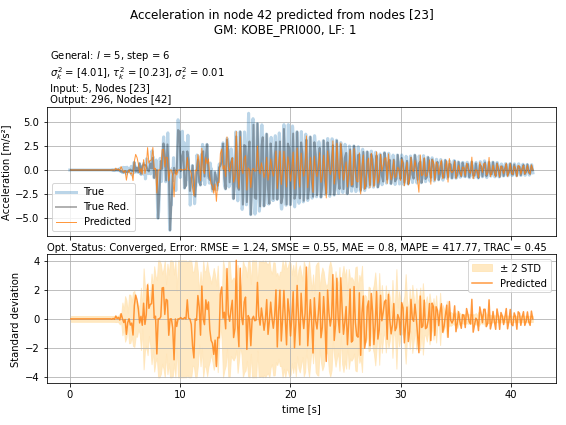 Acceleration in node 42 predicted from nodes [23]
GM: KOBE_PRI000, LF: 1
General: l = 5, step = 6
σ²ₖ = [4.01], τ²ₖ = [0.23], σ²ε = 0.01
Input: 5, Nodes [23]
Output: 296, Nodes [42]
Acceleration [m/s²]
5.0
2.5
0.0
−2.5
−5.0
True
True Red.
Predicted
Opt. Status: Converged, Error: RMSE = 1.24, SMSE = 0.55, MAE = 0.8, MAPE = 417.77, TRAC = 0.45
Standard deviation
4
2
0
−2
−4
± 2 STD
Predicted
0 10 20 30 40
time [s]